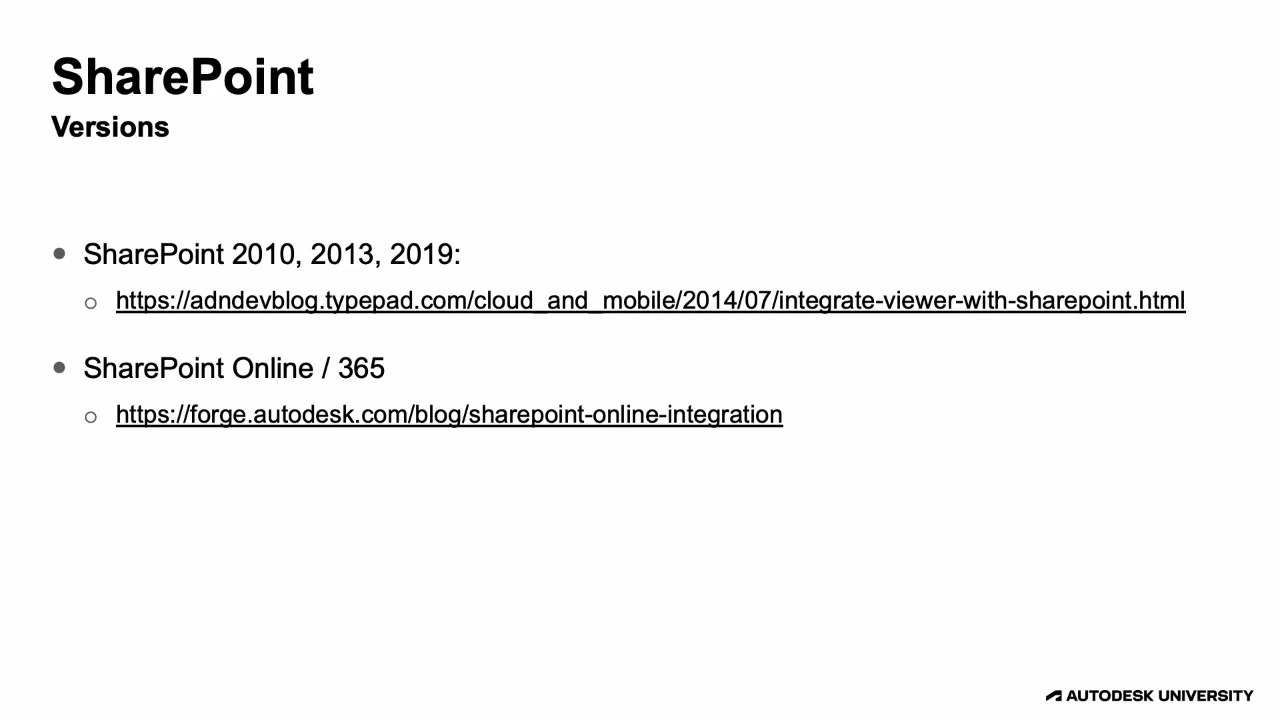 SharePoint
Versions
• SharePoint 2010, 2013, 2019:
○ https://adndevblog.typepad.com/cloud_and_mobile/2014/07/integrate-viewer-with-sharepoint.html
• SharePoint Online / 365
○ https://forge.autodesk.com/blog/sharepoint-online-integration
AUTODESK UNIVERSITY